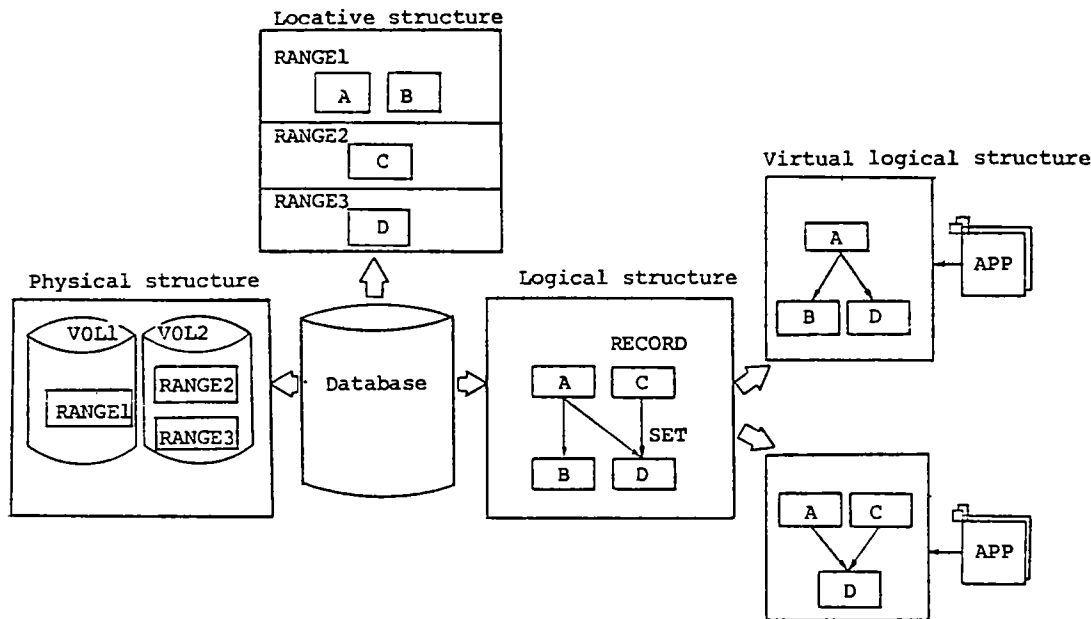 Locative structure
RANGE1
A B
RANGE2
C
RANGE3
D
Physical structure
VOL1 VOL2
RANGE1
RANGE2
RANGE3
Database
Logical structure
RECORD
A C
SET
B D
Virtual logical structure
A
B D
APP
A C
D
APP